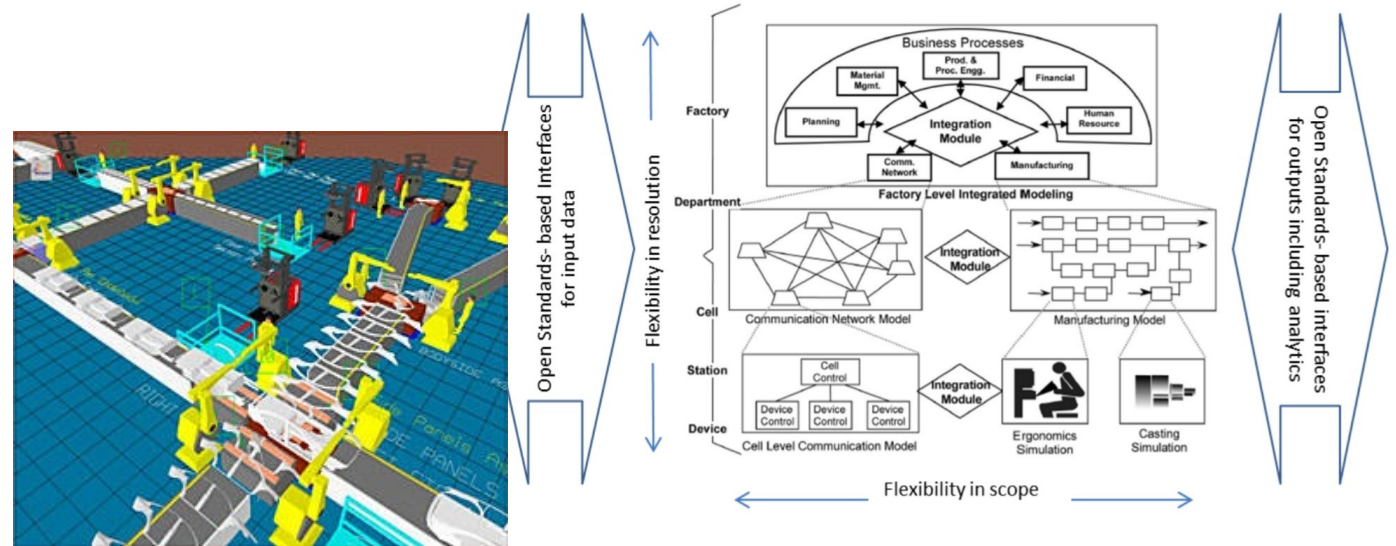 Open Standards- based Interfaces
for input data
Flexibility in resolution
Factory
Department
Cell
Station
Device
Business Processes
Prod. &
Proc. Engg.
Material
Mgmt.
Financial
Planning
Human
Resource
Integration
Module
Comm.
Network
Manufacturing
Factory Level Integrated Modeling
Integration
Module
Communication Network Model
Manufacturing Model
Cell
Control
Device
Control
Device
Control
Device
Control
Cell Level Communication Model
Integration
Module
Ergonomics
Simulation
Casting
Simulation
Flexibility in scope
Open Standards- based interfaces
for outputs including analytics
RIGHT
DE PANELS